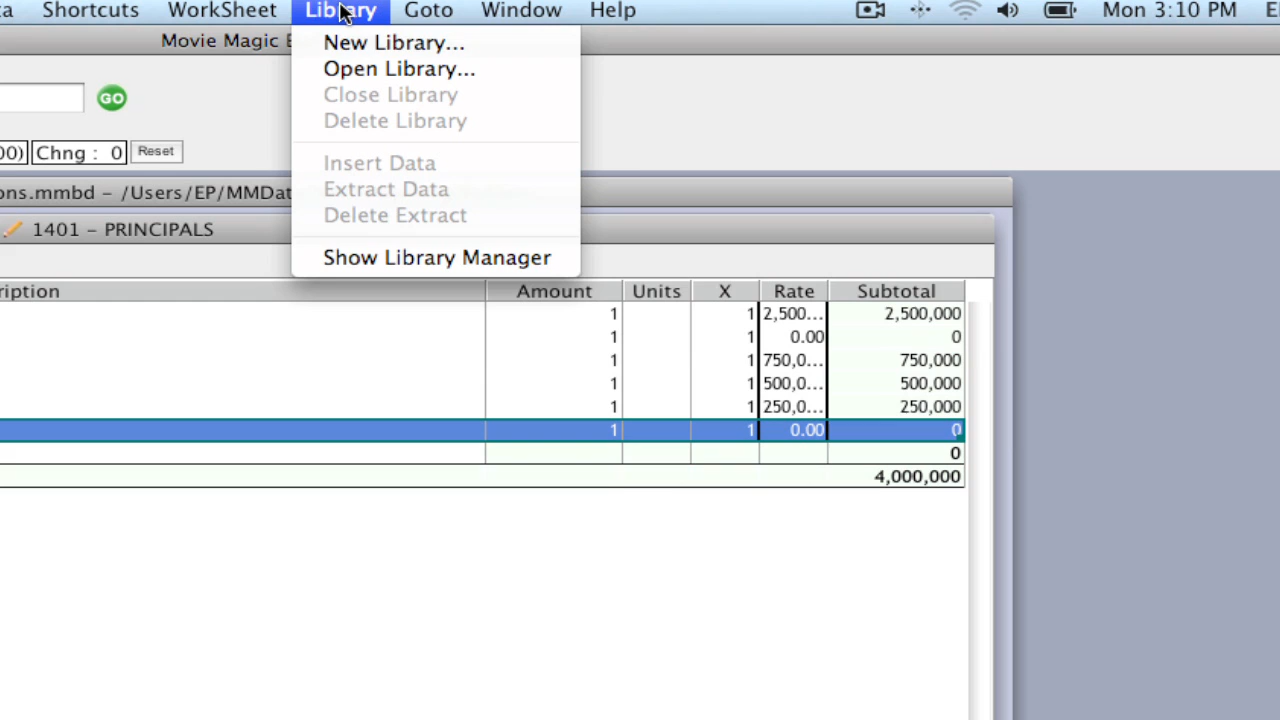 Shortcuts WorkSheet Library Goto Window Help Mon 3:10 PM
Movie Magic
New Library...
Open Library...
GO
Close Library
Delete Library
00) Chng : 0 Reset
Insert Data
Extract Data
Delete Extract
ons.mmbd – /Users/EP/MMDat
1401 – PRINCIPALS
Show Library Manager
ription Amount Units X Rate Subtotal
1 1 2,500... 2,500,000
1 1 0.00 0
1 1 750,0... 750,000
1 1 500,0... 500,000
1 1 250,0... 250,000
1 1 0.00 0
0
4,000,000